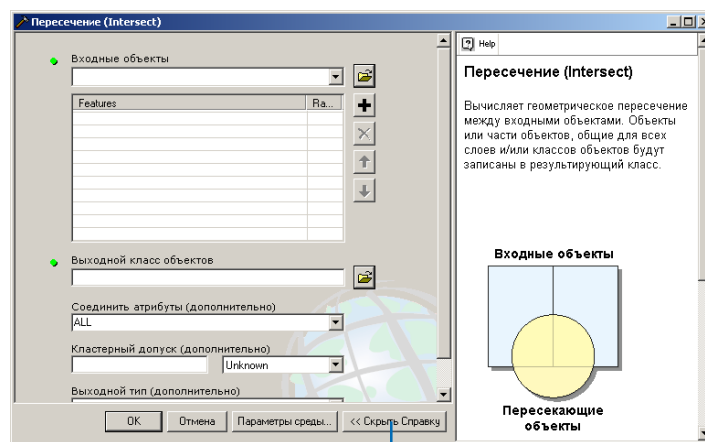 Пересечение (Intersect)
Входные объекты
Features
Ra...
Выходной класс объектов
Соединить атрибуты (дополнительно)
ALL
Кластерный допуск (дополнительно)
Unknown
Выходной тип (дополнительно)
OK
Отмена
Параметры среды...
<< Скрыть Справку
Help
Пересечение (Intersect)
Вычисляет геометрическое пересечение
между входными объектами. Объекты
или части объектов, общие для всех
слоев и/или классов объектов будут
записаны в результирующий класс.
Входные объекты
Пересекающие
объекты